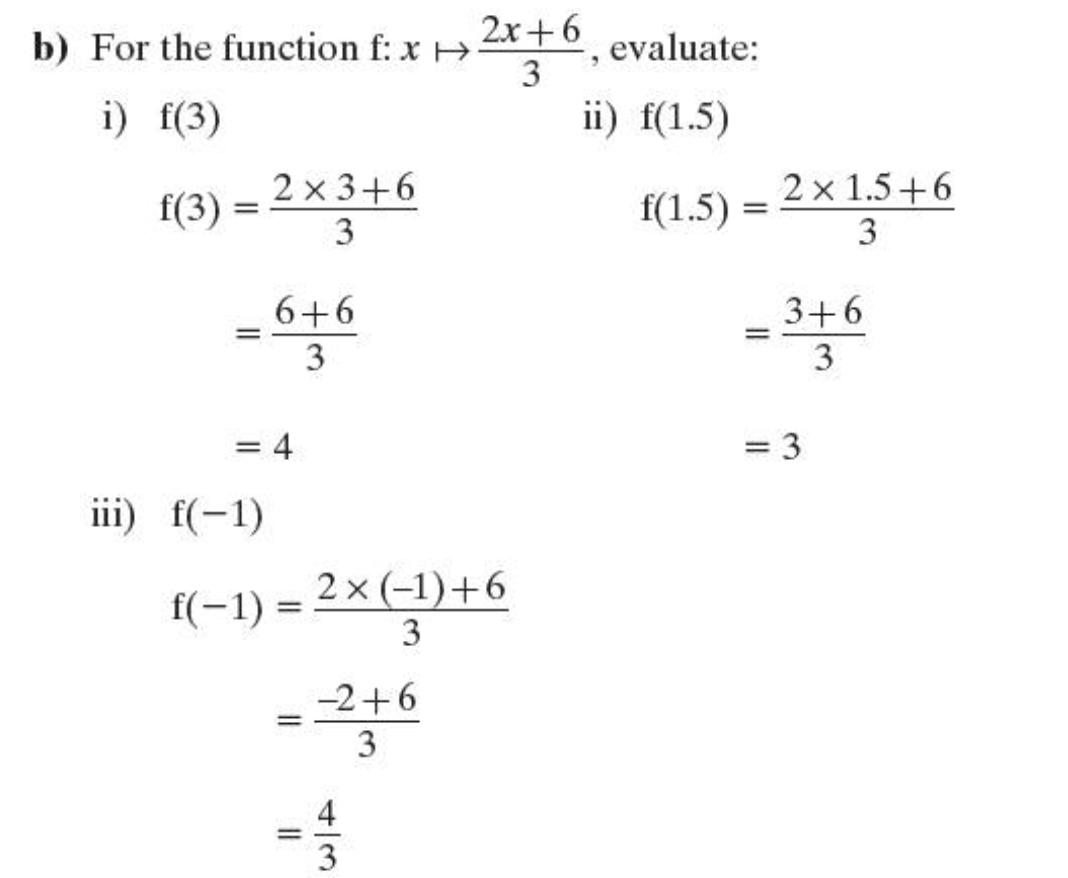 b) For the function f: x ↦ (2x+6)/3, evaluate:
i) f(3)
f(3) = (2 × 3+6)/3
= (6+6)/3
= 4
ii) f(1.5)
f(1.5) = (2 × 1.5+6)/3
= (3+6)/3
= 3
iii) f(−1)
f(−1) = (2 × (−1)+6)/3
= (−2+6)/3
= 4/3